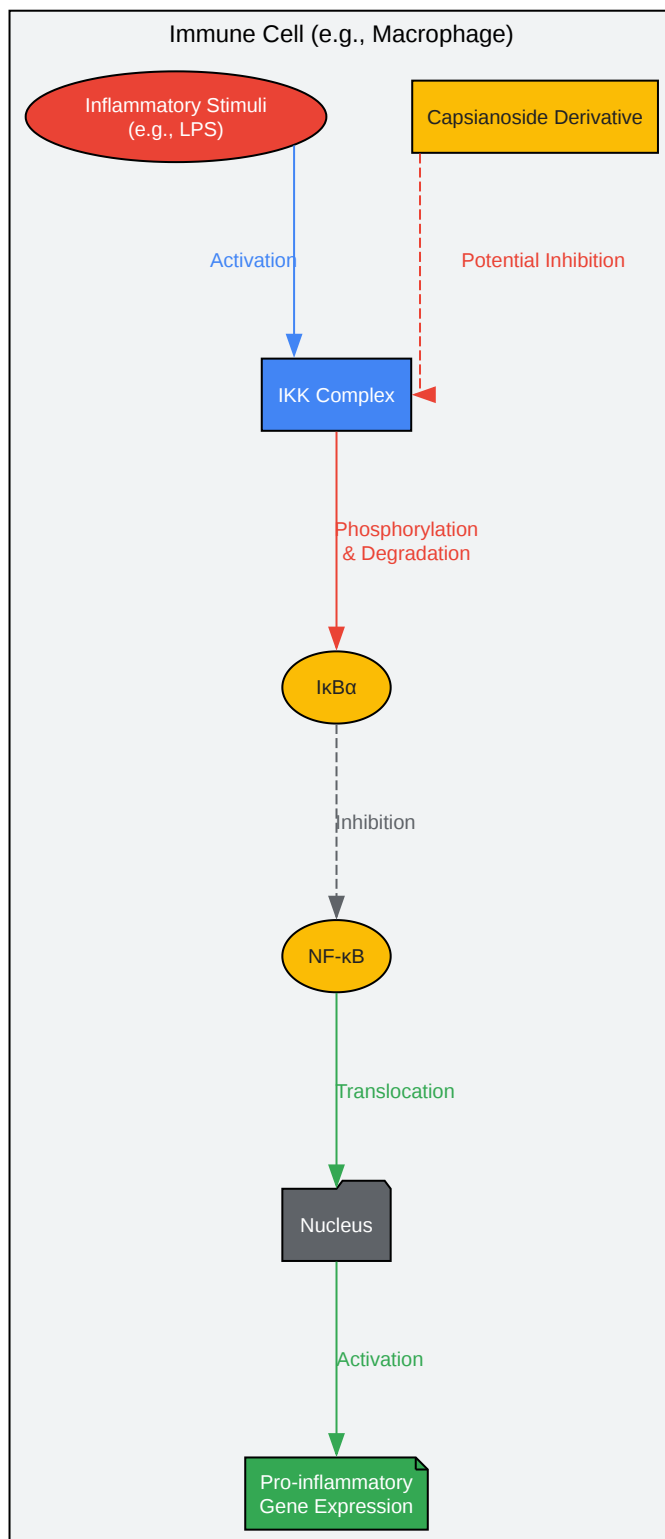 Immune Cell (e.g., Macrophage)
Inflammatory Stimuli
(e.g., LPS)
Capsianoside Derivative
Activation
Potential Inhibition
IKK Complex
Phosphorylation
& Degradation
IκBα
Inhibition
NF-κB
Translocation
Nucleus
Activation
Pro-inflammatory
Gene Expression